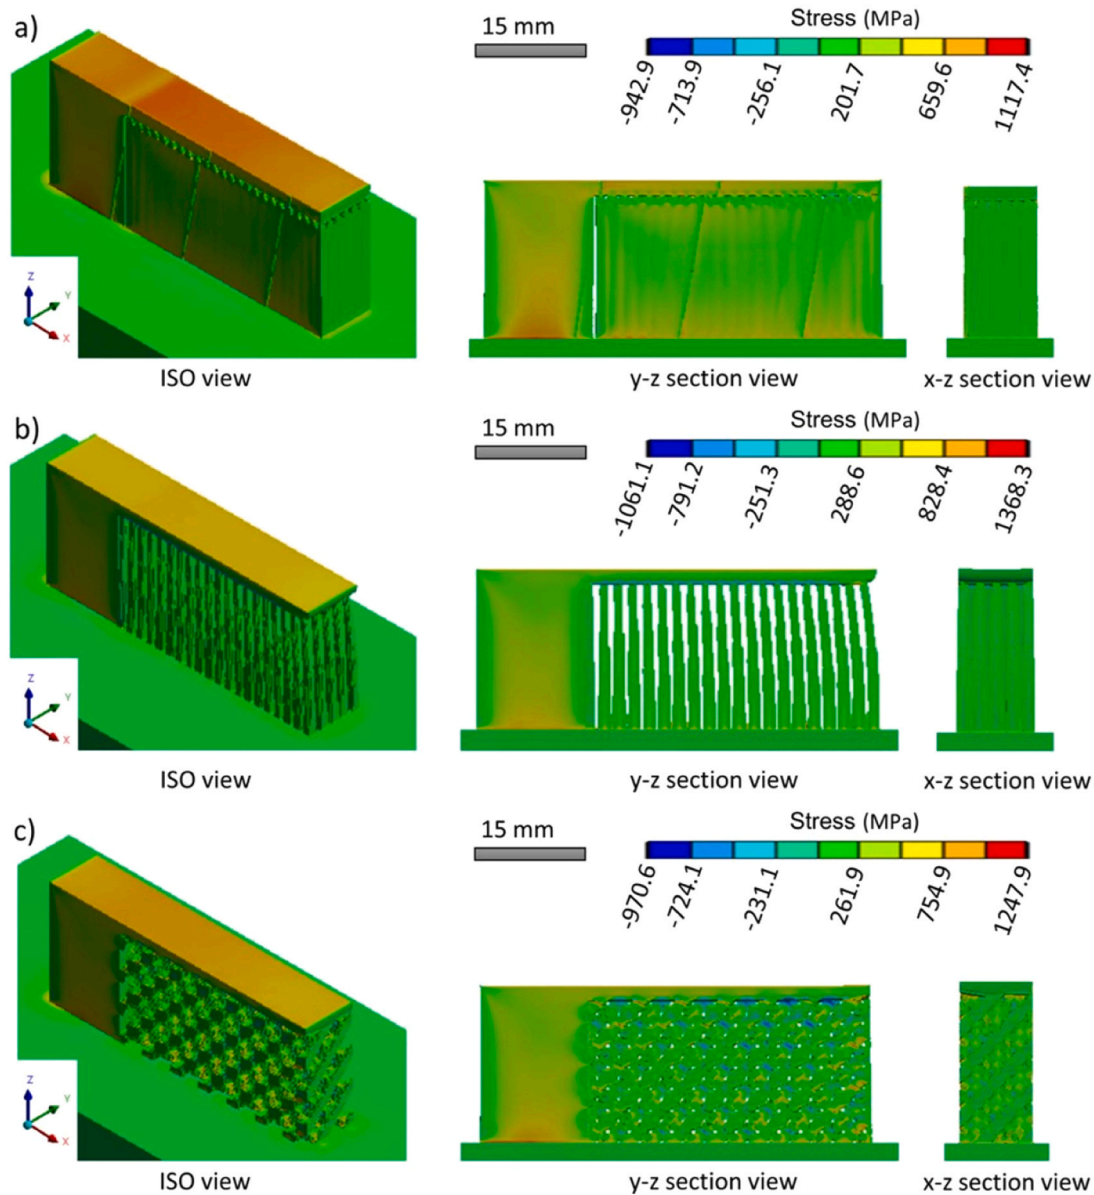 a)
15 mm
Stress (MPa)
-942.9
-713.9
-256.1
201.7
659.6
1117.4
Z
Y
X
ISO view
y-z section view
x-z section view
b)
15 mm
Stress (MPa)
-1061.1
-791.2
-251.3
288.6
828.4
1368.3
Z
Y
X
ISO view
y-z section view
x-z section view
c)
15 mm
Stress (MPa)
-970.6
-724.1
-231.1
261.9
754.9
1247.9
Z
Y
X
ISO view
y-z section view
x-z section view